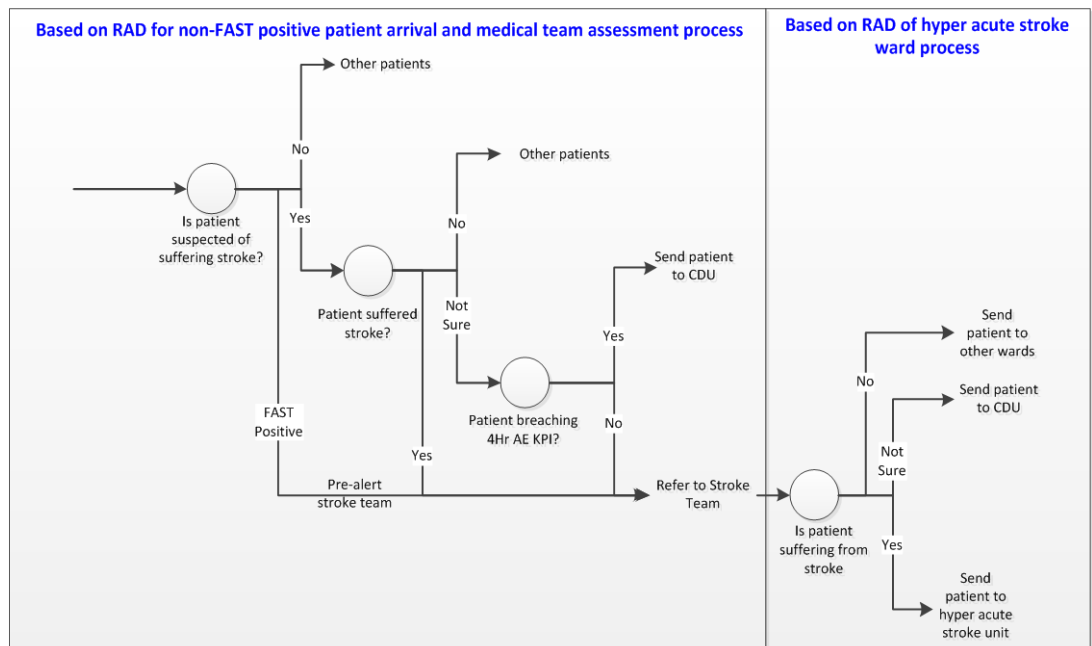 Based on RAD for non-FAST positive patient arrival and medical team assessment process
Other patients
No
Is patient
suspected of
suffering stroke?
Yes
Other patients
No
Patient suffered
stroke?
Not
Sure
Send patient
to CDU
Yes
FAST
Positive
Patient breaching
4Hr AE KPI?
No
Yes
Pre-alert
stroke team
Refer to Stroke
Team
Based on RAD of hyper acute stroke
ward process
Send
patient to
other wards
No
Send patient
to CDU
Not
Sure
Is patient
suffering from
stroke
Yes
Send
patient to
hyper acute
stroke unit